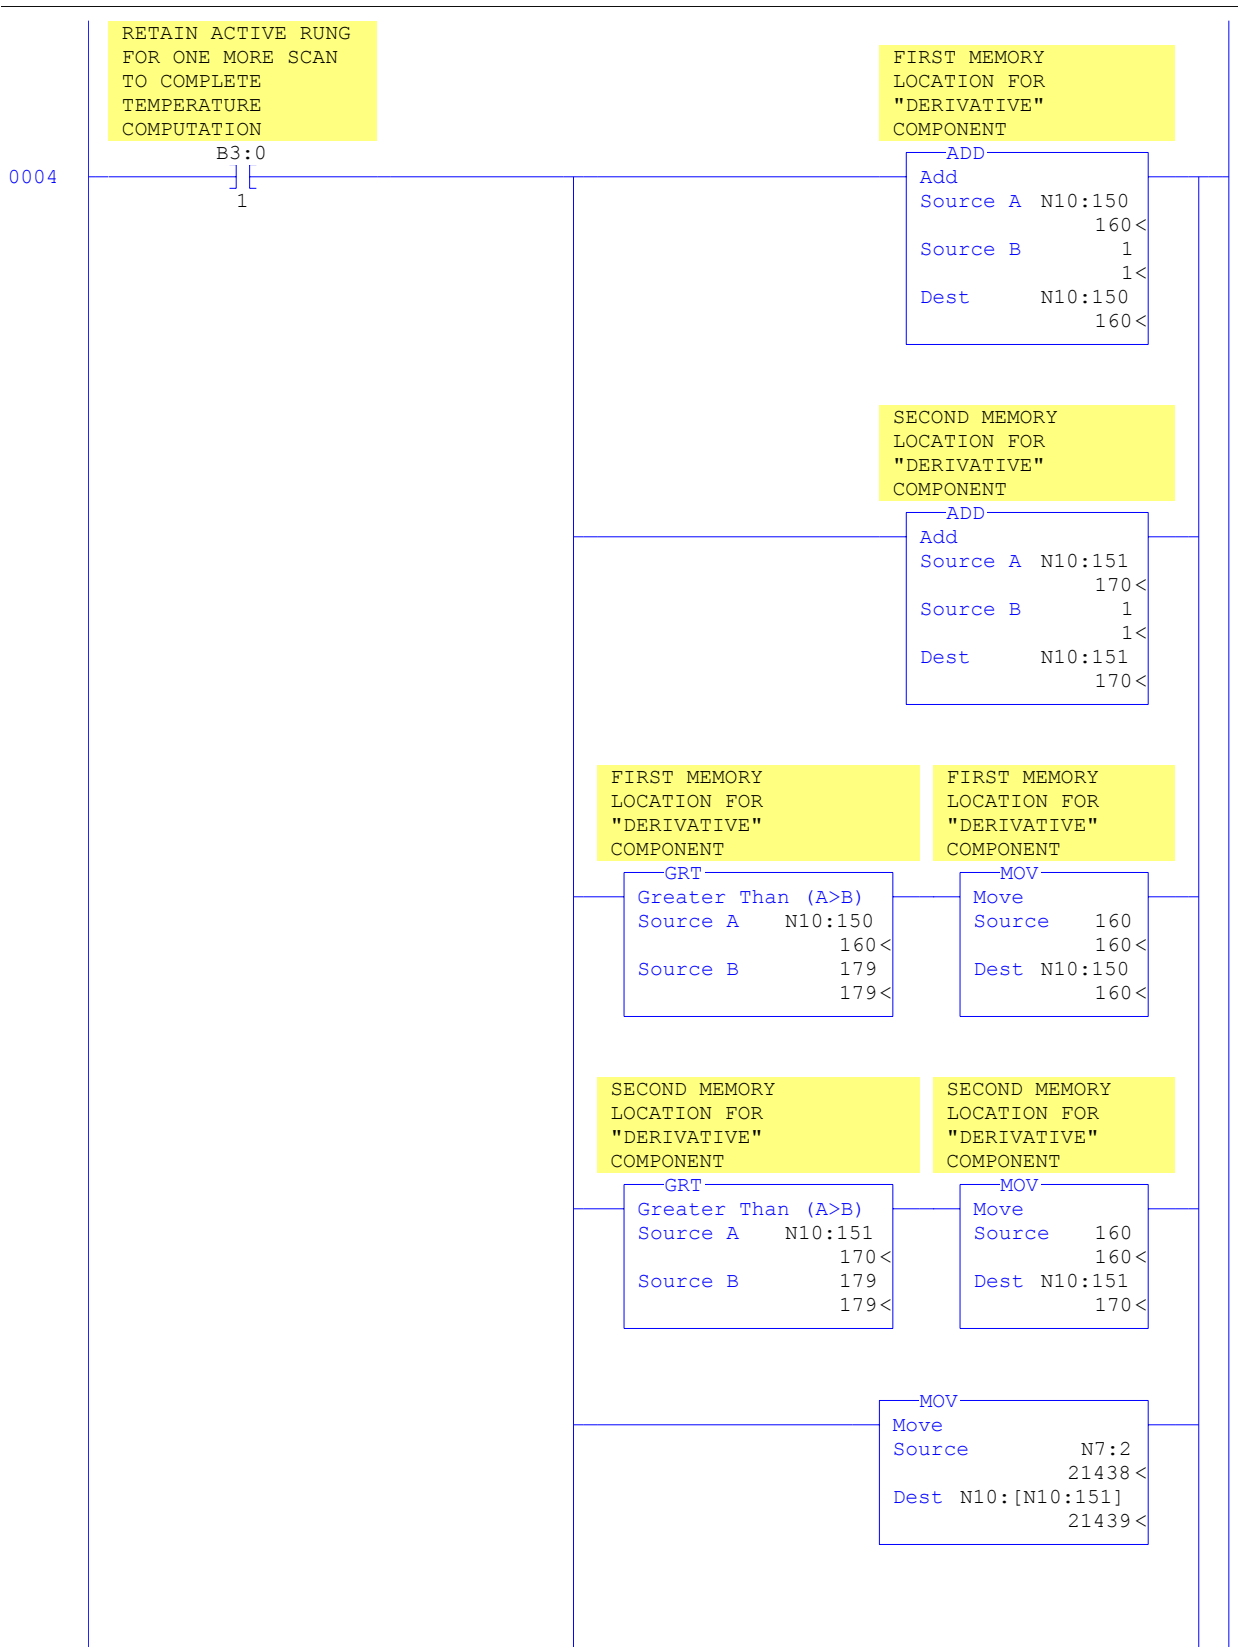 RETAIN ACTIVE RUNG
FOR ONE MORE SCAN
TO COMPLETE
TEMPERATURE
COMPUTATION
B3:0
0004
1
FIRST MEMORY
LOCATION FOR
"DERIVATIVE"
COMPONENT
ADD
Add
Source A N10:150
160<
Source B 1
1<
Dest N10:150
160<
SECOND MEMORY
LOCATION FOR
"DERIVATIVE"
COMPONENT
ADD
Add
Source A N10:151
170<
Source B 1
1<
Dest N10:151
170<
FIRST MEMORY
LOCATION FOR
"DERIVATIVE"
COMPONENT
GRT
Greater Than (A>B)
Source A N10:150
160<
Source B 179
179<
FIRST MEMORY
LOCATION FOR
"DERIVATIVE"
COMPONENT
MOV
Move
Source 160
160<
Dest N10:150
160<
SECOND MEMORY
LOCATION FOR
"DERIVATIVE"
COMPONENT
GRT
Greater Than (A>B)
Source A N10:151
170<
Source B 179
179<
SECOND MEMORY
LOCATION FOR
"DERIVATIVE"
COMPONENT
MOV
Move
Source 160
160<
Dest N10:151
170<
MOV
Move
Source N7:2
21438<
Dest N10:[N10:151]
21439<